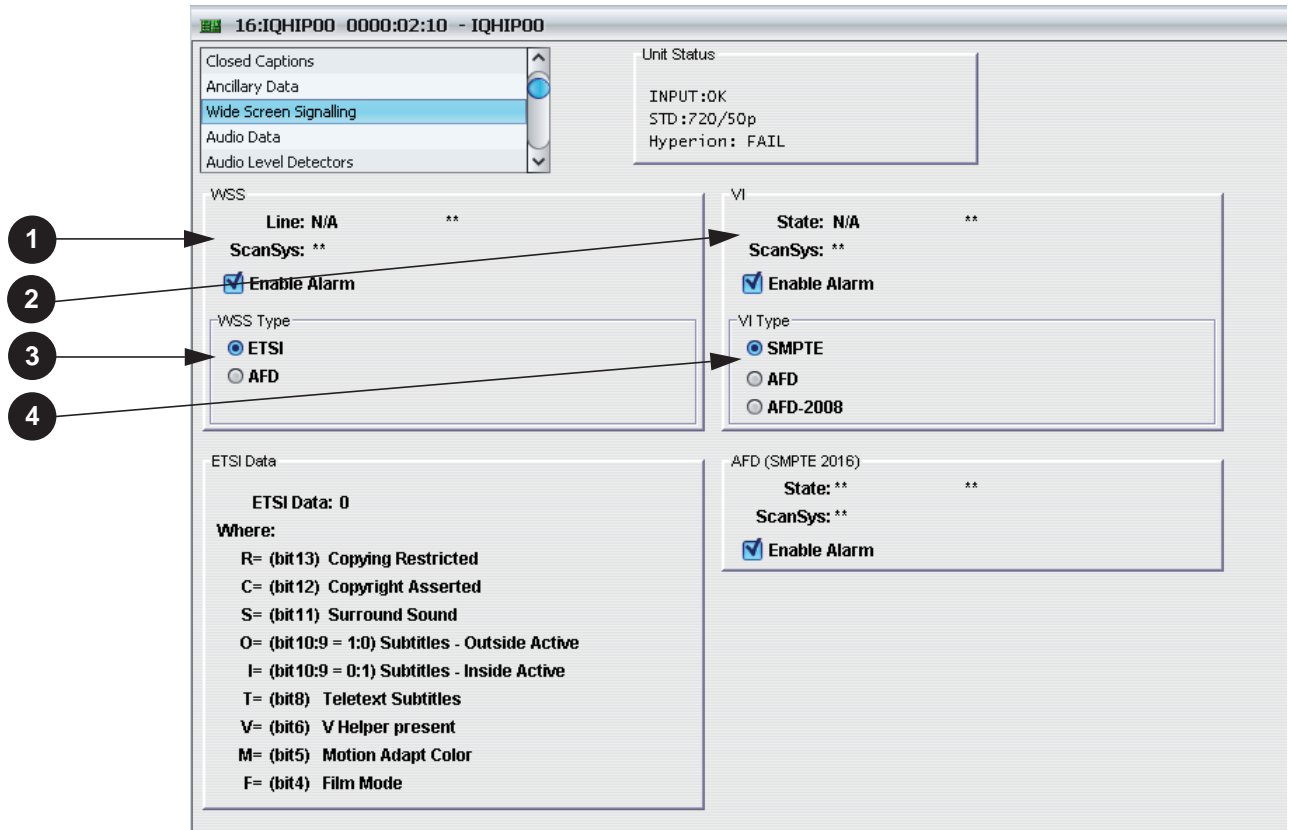 16:IQHIP00 0000:02:10 - IQHIP00
Closed Captions
Ancillary Data
Wide Screen Signalling
Audio Data
Audio Level Detectors
Unit Status
INPUT:OK
STD:720/50p
Hyperion: FAIL
WSS
Line: N/A **
ScanSys: **
Enable Alarm
WSS Type
ETSI
AFD
VI
State: N/A **
ScanSys: **
Enable Alarm
VI Type
SMPTE
AFD
AFD-2008
1
2
3
4
ETSI Data
ETSI Data: 0
Where:
R= (bit13) Copying Restricted
C= (bit12) Copyright Asserted
S= (bit11) Surround Sound
O= (bit10:9 = 1:0) Subtitles - Outside Active
I= (bit10:9 = 0:1) Subtitles - Inside Active
T= (bit8) Teletext Subtitles
V= (bit6) V Helper present
M= (bit5) Motion Adapt Color
F= (bit4) Film Mode
AFD (SMPTE 2016)
State: ** **
ScanSys: **
Enable Alarm